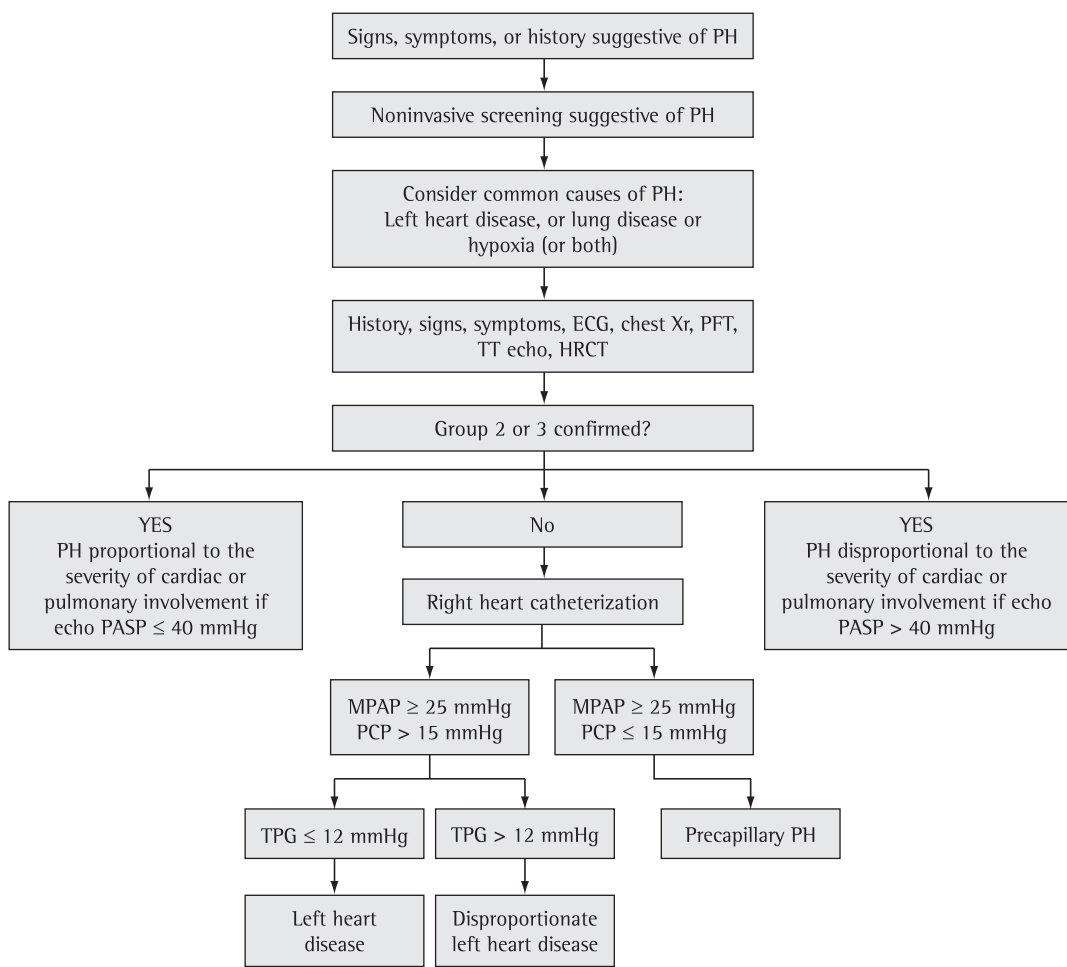 Signs, symptoms, or history suggestive of PH
Noninvasive screening suggestive of PH
Consider common causes of PH:
Left heart disease, or lung disease or
hypoxia (or both)
History, signs, symptoms, ECG, chest Xr, PFT,
TT echo, HRCT
Group 2 or 3 confirmed?
YES
PH proportional to the
severity of cardiac or
pulmonary involvement if
echo PASP ≤ 40 mmHg
No
YES
PH disproportional to the
severity of cardiac or
pulmonary involvement if echo
PASP > 40 mmHg
Right heart catheterization
MPAP ≥ 25 mmHg
PCP > 15 mmHg
MPAP ≥ 25 mmHg
PCP ≤ 15 mmHg
TPG ≤ 12 mmHg
TPG > 12 mmHg
Precapillary PH
Left heart
disease
Disproportionate
left heart disease